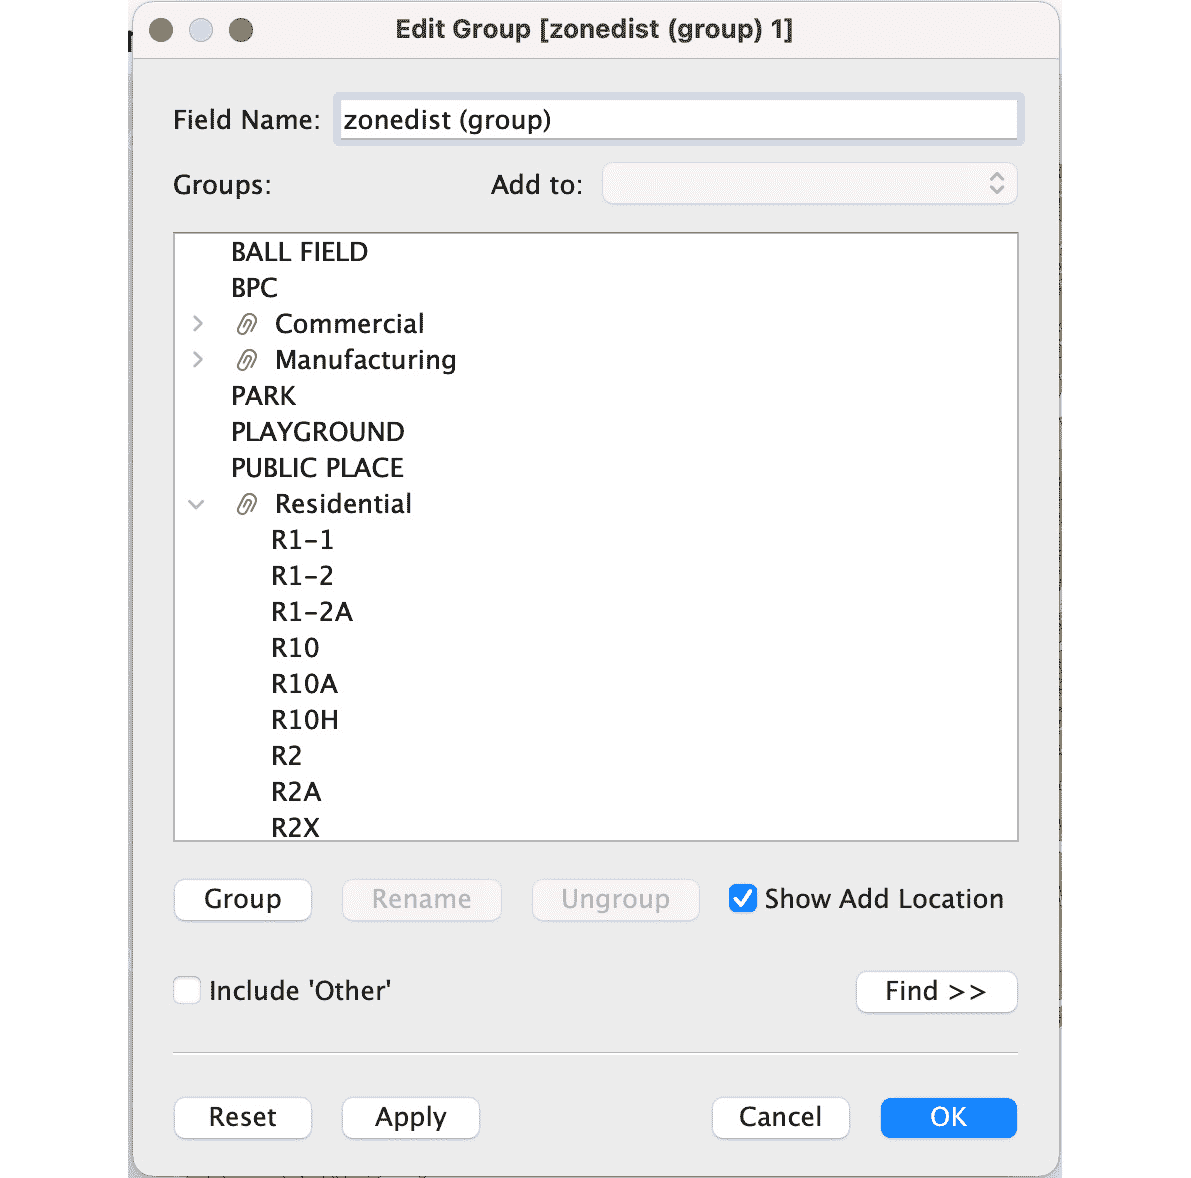 Edit Group [zonedist (group) 1]
Field Name: zonedist (group)
Groups: Add to:
BALL FIELD
BPC
Commercial
Manufacturing
PARK
PLAYGROUND
PUBLIC PLACE
Residential
R1-1
R1-2
R1-2A
R10
R10A
R10H
R2
R2A
R2X
Group Rename Ungroup Show Add Location
Include 'Other' Find >>
Reset Apply Cancel OK